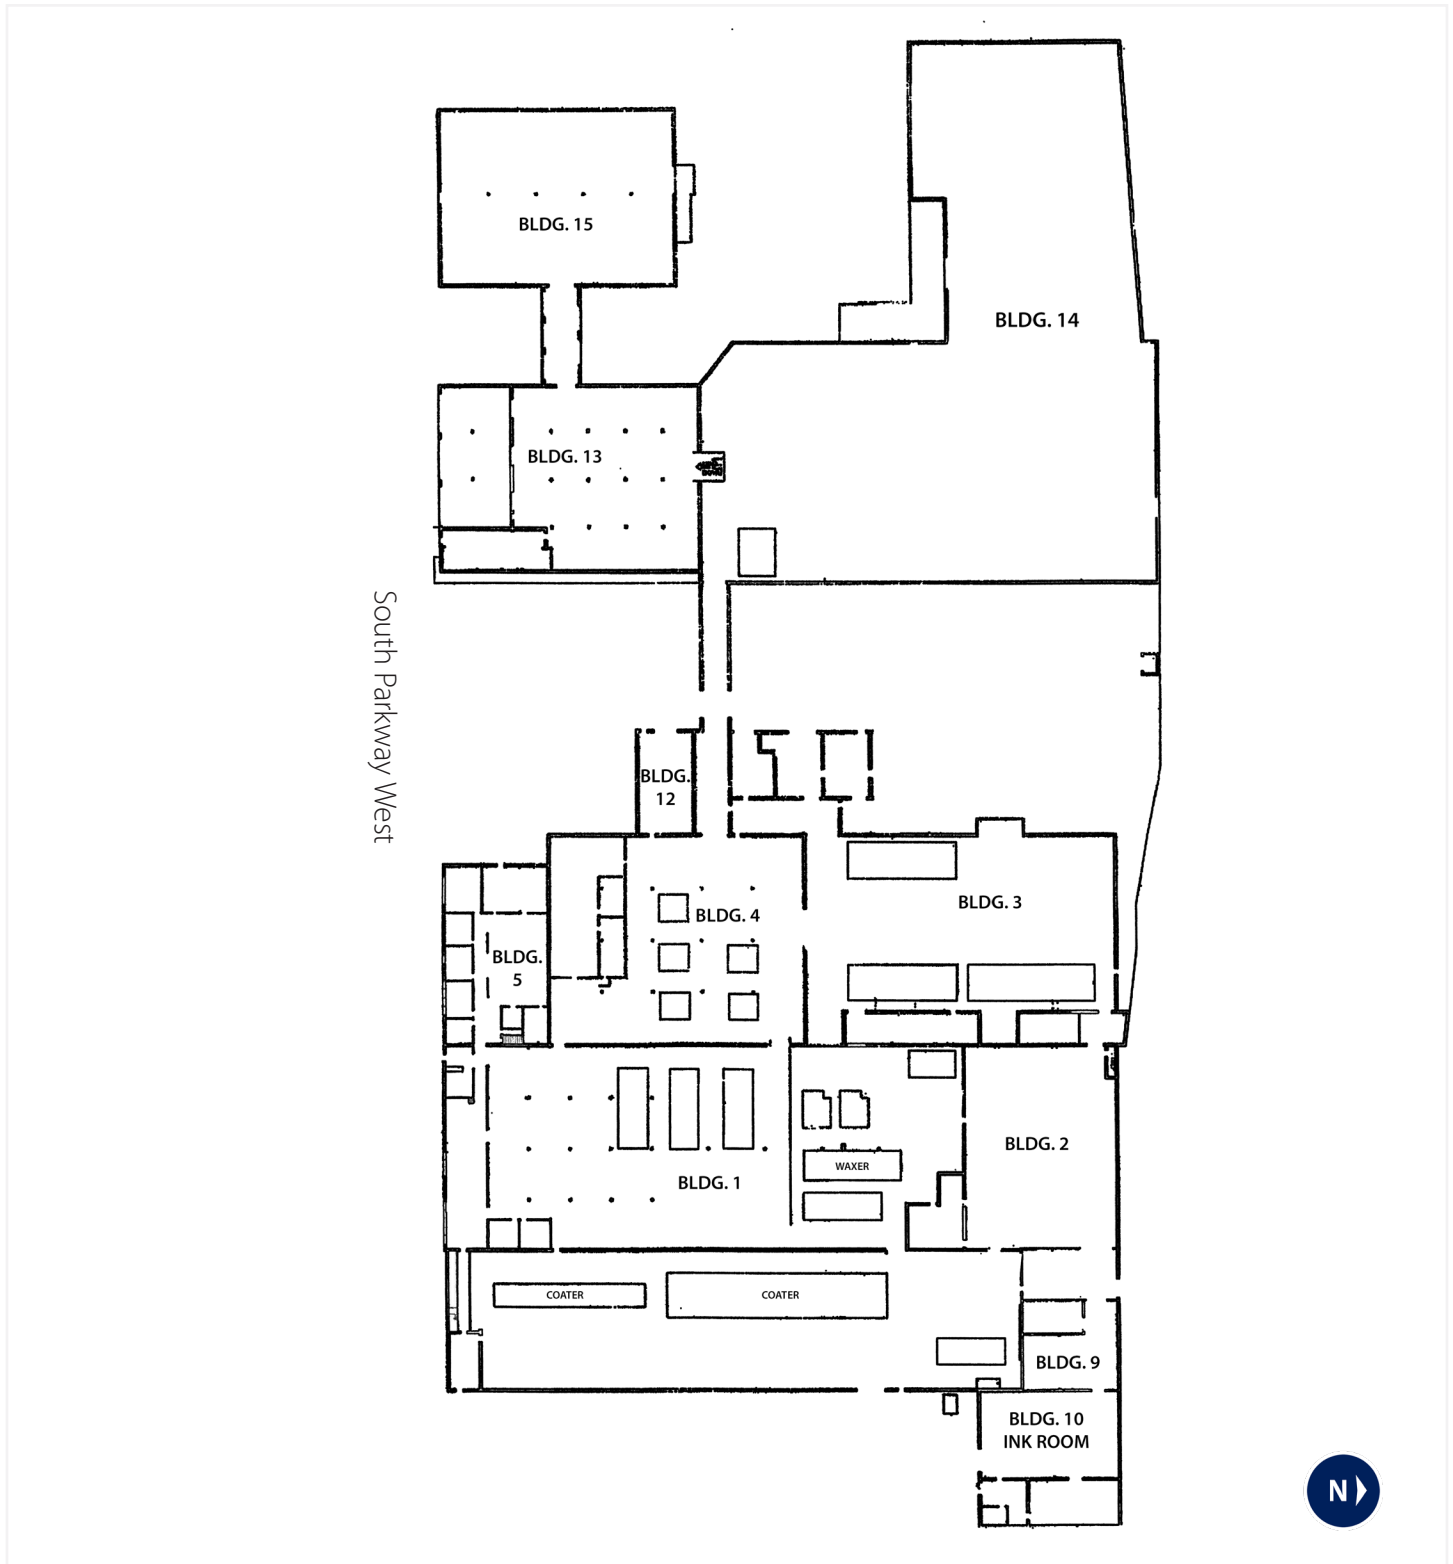 BLDG. 15
BLDG. 14
BLDG. 13
South Parkway West
BLDG.
12
BLDG. 3
BLDG. 4
BLDG.
5
BLDG. 2
WAXER
BLDG. 1
COATER
COATER
BLDG. 9
BLDG. 10
INK ROOM
N